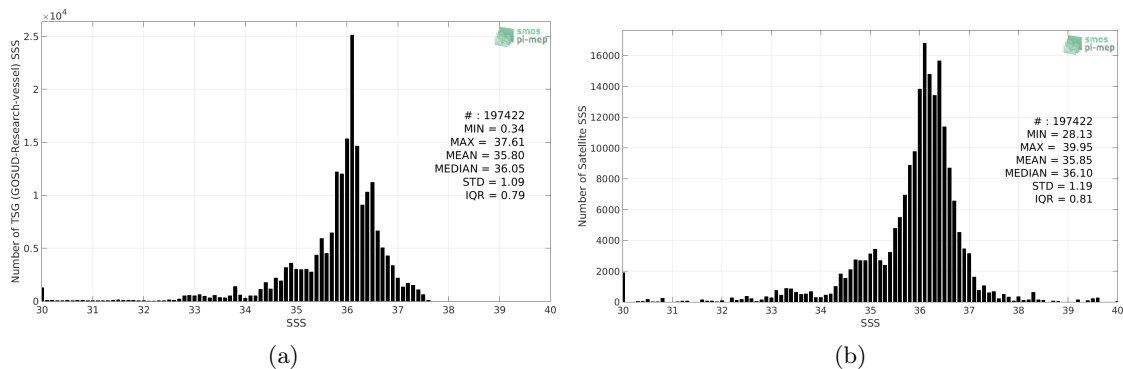 ×10⁴
2.5
2
1.5
1
0.5
0
30 31 32 33 34 35 36 37 38 39 40
SSS
Number of TSG (GOSUD-Research-vessel) SSS
smos
pi-mep
# : 197422
MIN = 0.34
MAX = 37.61
MEAN = 35.80
MEDIAN = 36.05
STD = 1.09
IQR = 0.79
(a)
16000
14000
12000
10000
8000
6000
4000
2000
0
30 31 32 33 34 35 36 37 38 39 40
SSS
Number of Satellite SSS
smos
pi-mep
# : 197422
MIN = 28.13
MAX = 39.95
MEAN = 35.85
MEDIAN = 36.10
STD = 1.19
IQR = 0.81
(b)